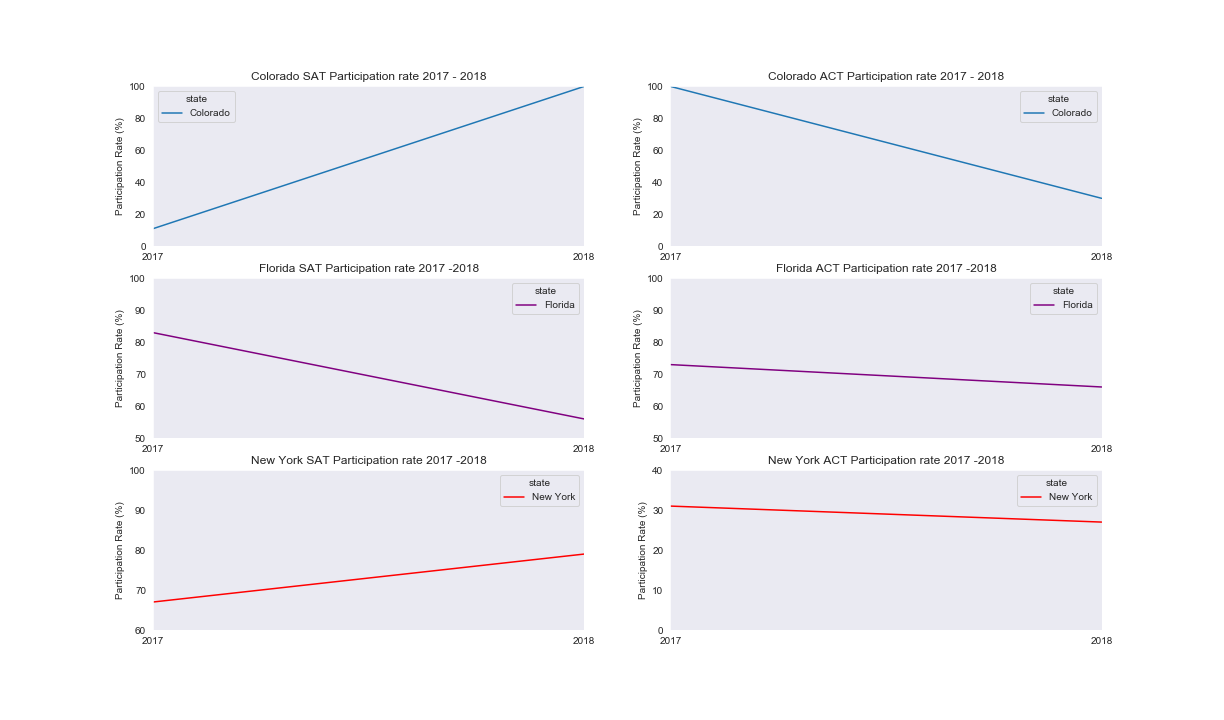 Colorado SAT Participation rate 2017 - 2018
100
80
60
40
20
0
Participation Rate (%)
state
Colorado
2017
2018
Colorado ACT Participation rate 2017 - 2018
100
80
60
40
20
0
Participation Rate (%)
state
Colorado
2017
2018
Florida SAT Participation rate 2017 -2018
100
90
80
70
60
50
Participation Rate (%)
state
Florida
2017
2018
Florida ACT Participation rate 2017 -2018
100
90
80
70
60
50
Participation Rate (%)
state
Florida
2017
2018
New York SAT Participation rate 2017 -2018
100
90
80
70
60
Participation Rate (%)
state
New York
2017
2018
New York ACT Participation rate 2017 -2018
40
30
20
10
0
Participation Rate (%)
state
New York
2017
2018